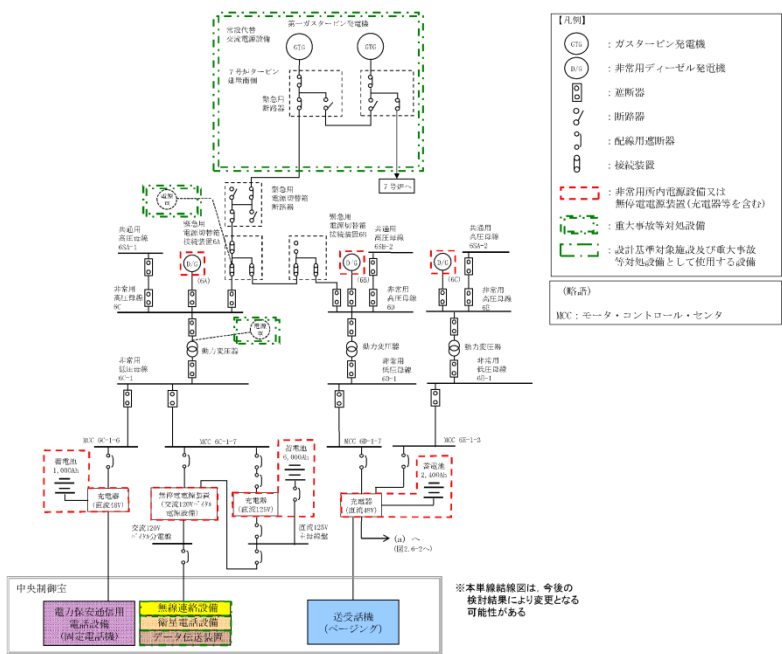 常設代替
交流電源設備
第一ガスタービン発電機
GTG
GTG
7号炉タービン
建屋南側
緊急用
断路器
7号炉へ
電源車
緊急用
電源切替箱
断路器
共通用
高圧母線
6SA-1
緊急用
電源切替箱
接続装置6A
緊急用
電源切替箱
接続装置6B
共通用
高圧母線
6SB-2
共通用
高圧母線
6SA-2
D/G
(6A)
D/G
(6B)
D/G
(6C)
非常用
高圧母線
6C
非常用
高圧母線
6D
非常用
高圧母線
6E
電源車
動力変圧器
動力変圧器
動力変圧器
非常用
低圧母線
6C-1
非常用
低圧母線
6D-1
非常用
低圧母線
6E-1
MCC 6C-1-6
MCC 6C-1-7
MCC 6D-1-7
MCC 6E-1-3
蓄電池
1,000Ah
充電器
(直流48V)
無停電電源装置
(交流120Vバイタル
電源設備)
蓄電池
6,000Ah
充電器
(直流125V)
蓄電池
2,400Ah
充電器
(直流48V)
交流120V
バイタル分電盤
直流125V
主母線盤
(a) へ
(図2.6-2へ)
中央制御室
電力保安通信用
電話設備
(固定電話機)
無線連絡設備
衛星電話設備
データ伝送装置
送受話機
(ページング)
※本単線結線図は、今後の
検討結果により変更となる
可能性がある
【凡例】
GTG
：ガスタービン発電機
D/G
：非常用ディーゼル発電機
：遮断器
：断路器
：配線用遮断器
：接続装置
：非常用所内電源設備又は
無停電電源装置(充電器等を含む)
：重大事故等対処設備
：設計基準対象施設及び重大事故
等対処設備として使用する設備
(略語)
MCC：モータ・コントロール・センタ